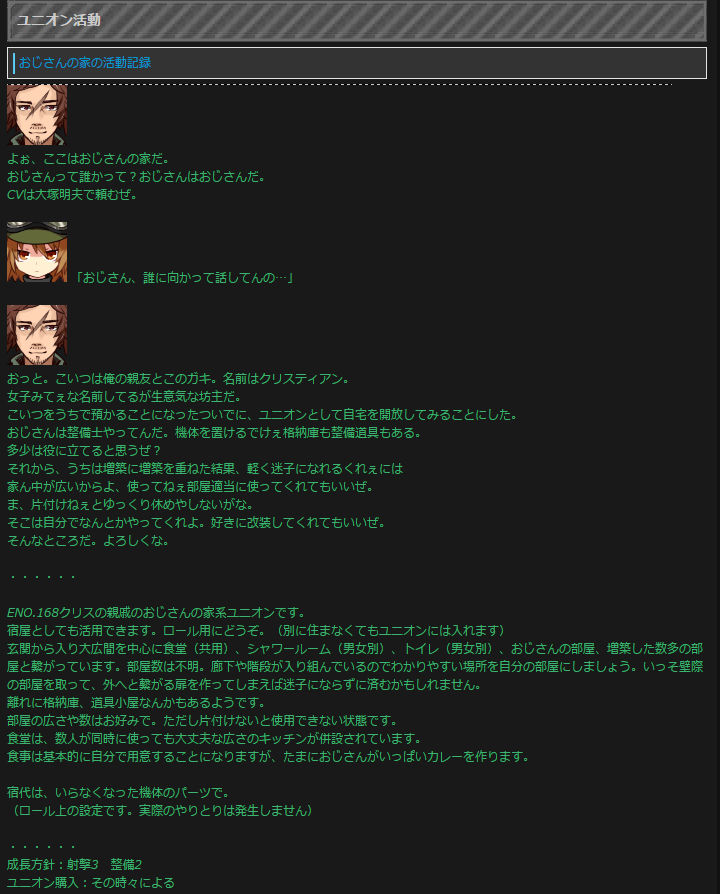 ユニオン活動
おじさんの家の活動記録
よぉ、ここはおじさんの家だ。
おじさんって誰かって？おじさんはおじさんだ。
CVは大塚明夫で頼むぜ。
「おじさん、誰に向かって話してんの…」
おっと。こいつは俺の親友とこのガキ。名前はクリスティアン。
女子みてぇな名前してるが生意気な坊主だ。
こいつをうちで預かることになったついでに、ユニオンとして自宅を開放してみることにした。
おじさんは整備士やってんだ。機体を置けるでけぇ格納庫も整備道具もある。
多少は役に立てると思うぜ？
それから、うちは増築に増築を重ねた結果、軽く迷子になれるくれぇには
家ん中が広いからよ、使ってねぇ部屋適当に使ってくれてもいいぜ。
ま、片付けねぇとゆっくり休めやしないがな。
そこは自分でなんとかやってくれよ。好きに改装してくれてもいいぜ。
そんなところだ。よろしくな。
・・・・・・
ENO.168クリスの親戚のおじさんの家系ユニオンです。
宿屋としても活用できます。ロール用にどうぞ。（別に住まなくてもユニオンには入れます）
玄関から入り大広間を中心に食堂（共用）、シャワールーム（男女別）、トイレ（男女別）、おじさんの部屋、増築した数多の部
屋と繋がっています。部屋数は不明。廊下や階段が入り組んでいるのでわかりやすい場所を自分の部屋にしましょう。いっそ壁際
の部屋を取って、外へと繋がる扉を作ってしまえば迷子にならずに済むかもしれません。
離れに格納庫、道具小屋なんかもあるようです。
部屋の広さや数はお好みで。ただし片付けないと使用できない状態です。
食堂は、数人が同時に使っても大丈夫な広さのキッチンが併設されています。
食事は基本的に自分で用意することになりますが、たまにおじさんがいっぱいカレーを作ります。
宿代は、いらなくなった機体のパーツで。
（ロール上の設定です。実際のやりとりは発生しません）
・・・・・・
成長方針：射撃3　整備2
ユニオン購入：その時々による